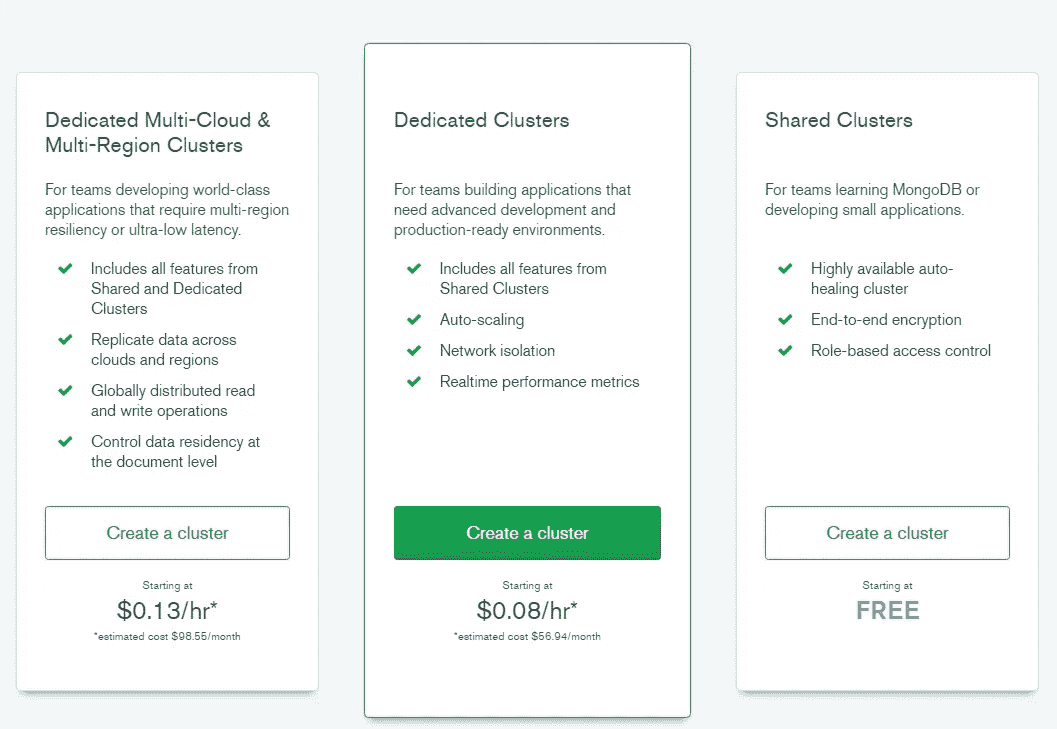 Dedicated Multi-Cloud &
Multi-Region Clusters
For teams developing world-class
applications that require multi-region
resiliency or ultra-low latency.
Includes all features from
Shared and Dedicated
Clusters
Replicate data across
clouds and regions
Globally distributed read
and write operations
Control data residency at
the document level
Create a cluster
Starting at
$0.13/hr*
*estimated cost $98.55/month
Dedicated Clusters
For teams building applications that
need advanced development and
production-ready environments.
Includes all features from
Shared Clusters
Auto-scaling
Network isolation
Realtime performance metrics
Create a cluster
Starting at
$0.08/hr*
*estimated cost $56.94/month
Shared Clusters
For teams learning MongoDB or
developing small applications.
Highly available auto-
healing cluster
End-to-end encryption
Role-based access control
Create a cluster
Starting at
FREE